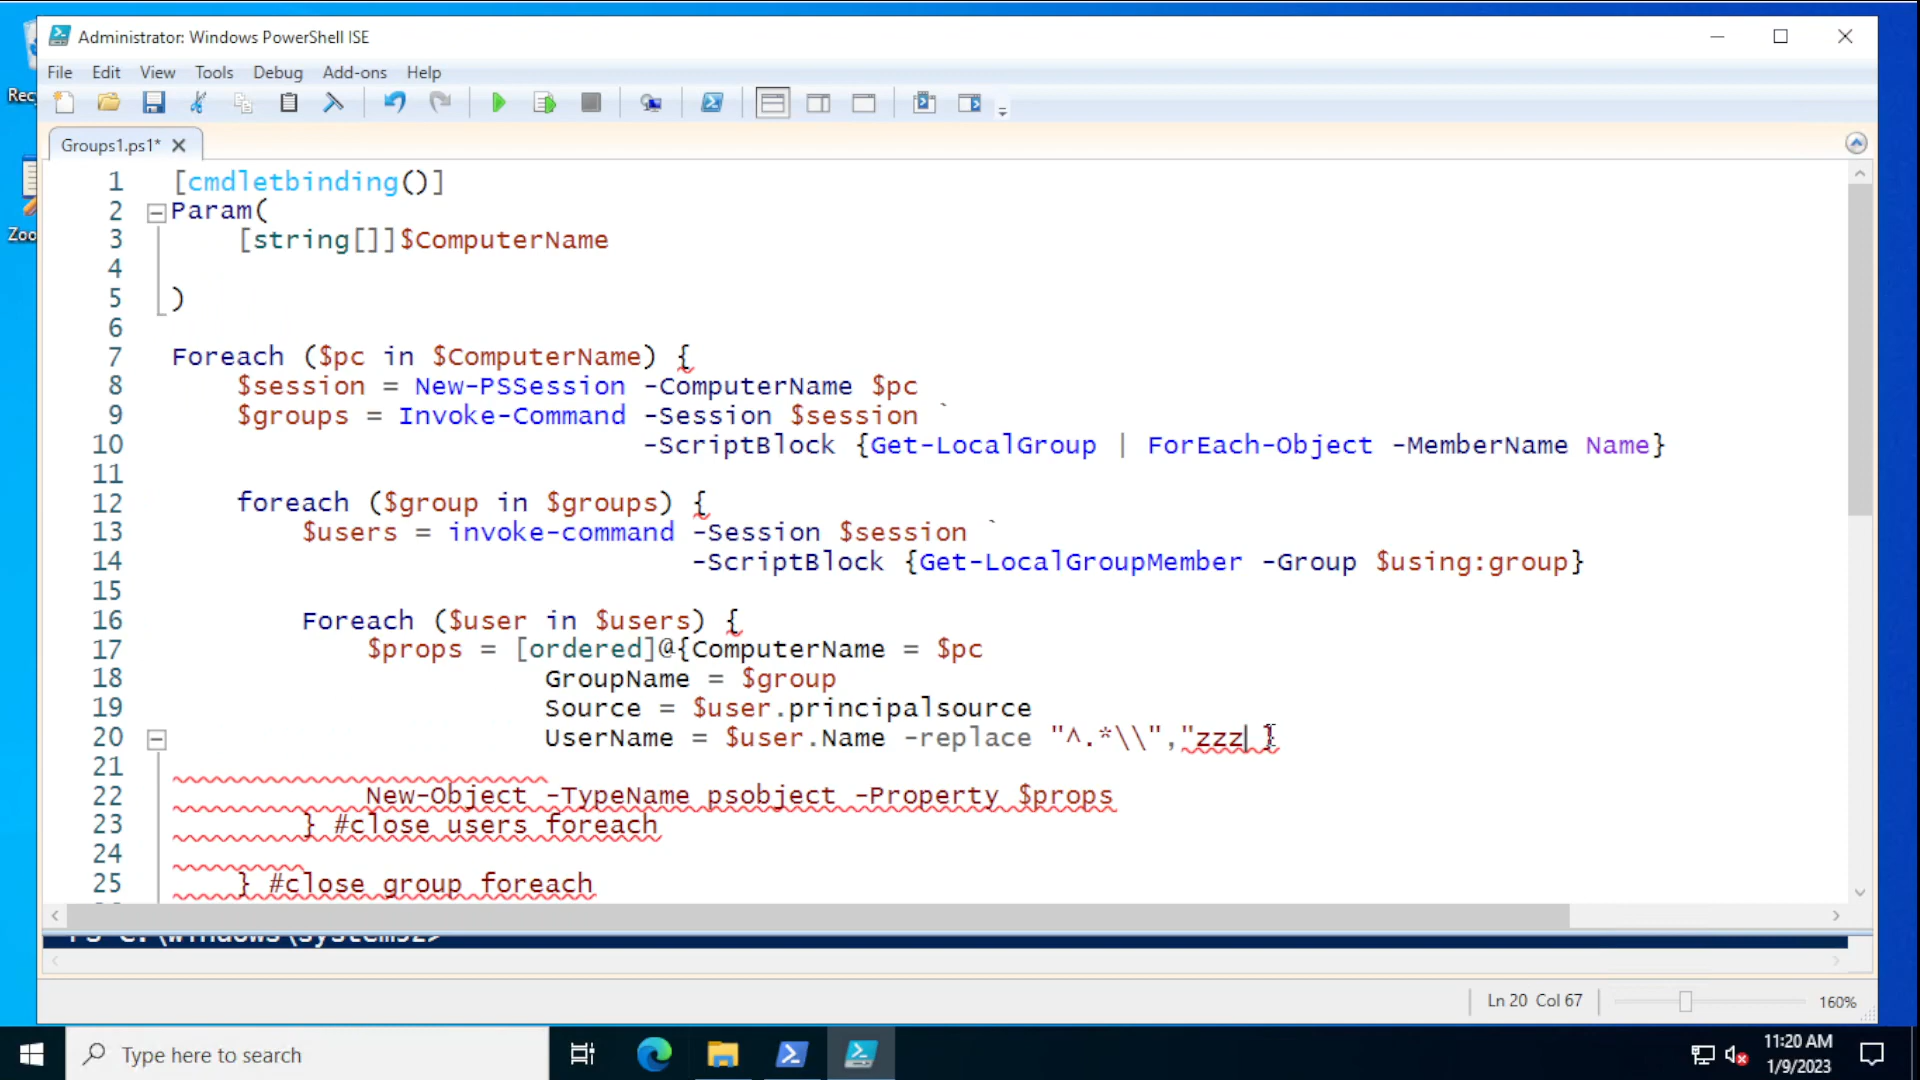 Administrator: Windows PowerShell ISE
File Edit View Tools Debug Add-ons Help
Groups1.ps1*
1 [cmdletbinding()]
2 Param(
3 [string[]]$ComputerName
4
5 )
6
7 Foreach ($pc in $ComputerName) {
8 $session = New-PSSession -ComputerName $pc
9 $groups = Invoke-Command -Session $session `
10 -ScriptBlock {Get-LocalGroup | ForEach-Object -MemberName Name}
11
12 foreach ($group in $groups) {
13 $users = invoke-command -Session $session `
14 -ScriptBlock {Get-LocalGroupMember -Group $using:group}
15
16 Foreach ($user in $users) {
17 $props = [ordered]@{ComputerName = $pc
18 GroupName = $group
19 Source = $user.principalsource
20 UserName = $user.Name -replace "^.*\\","zzz }
21
22 New-Object -TypeName psobject -Property $props
23 } #close users foreach
24
25 } #close group foreach
PS C:\Windows\system32>
Ln 20 Col 67
160%
Type here to search
11:20 AM
1/9/2023